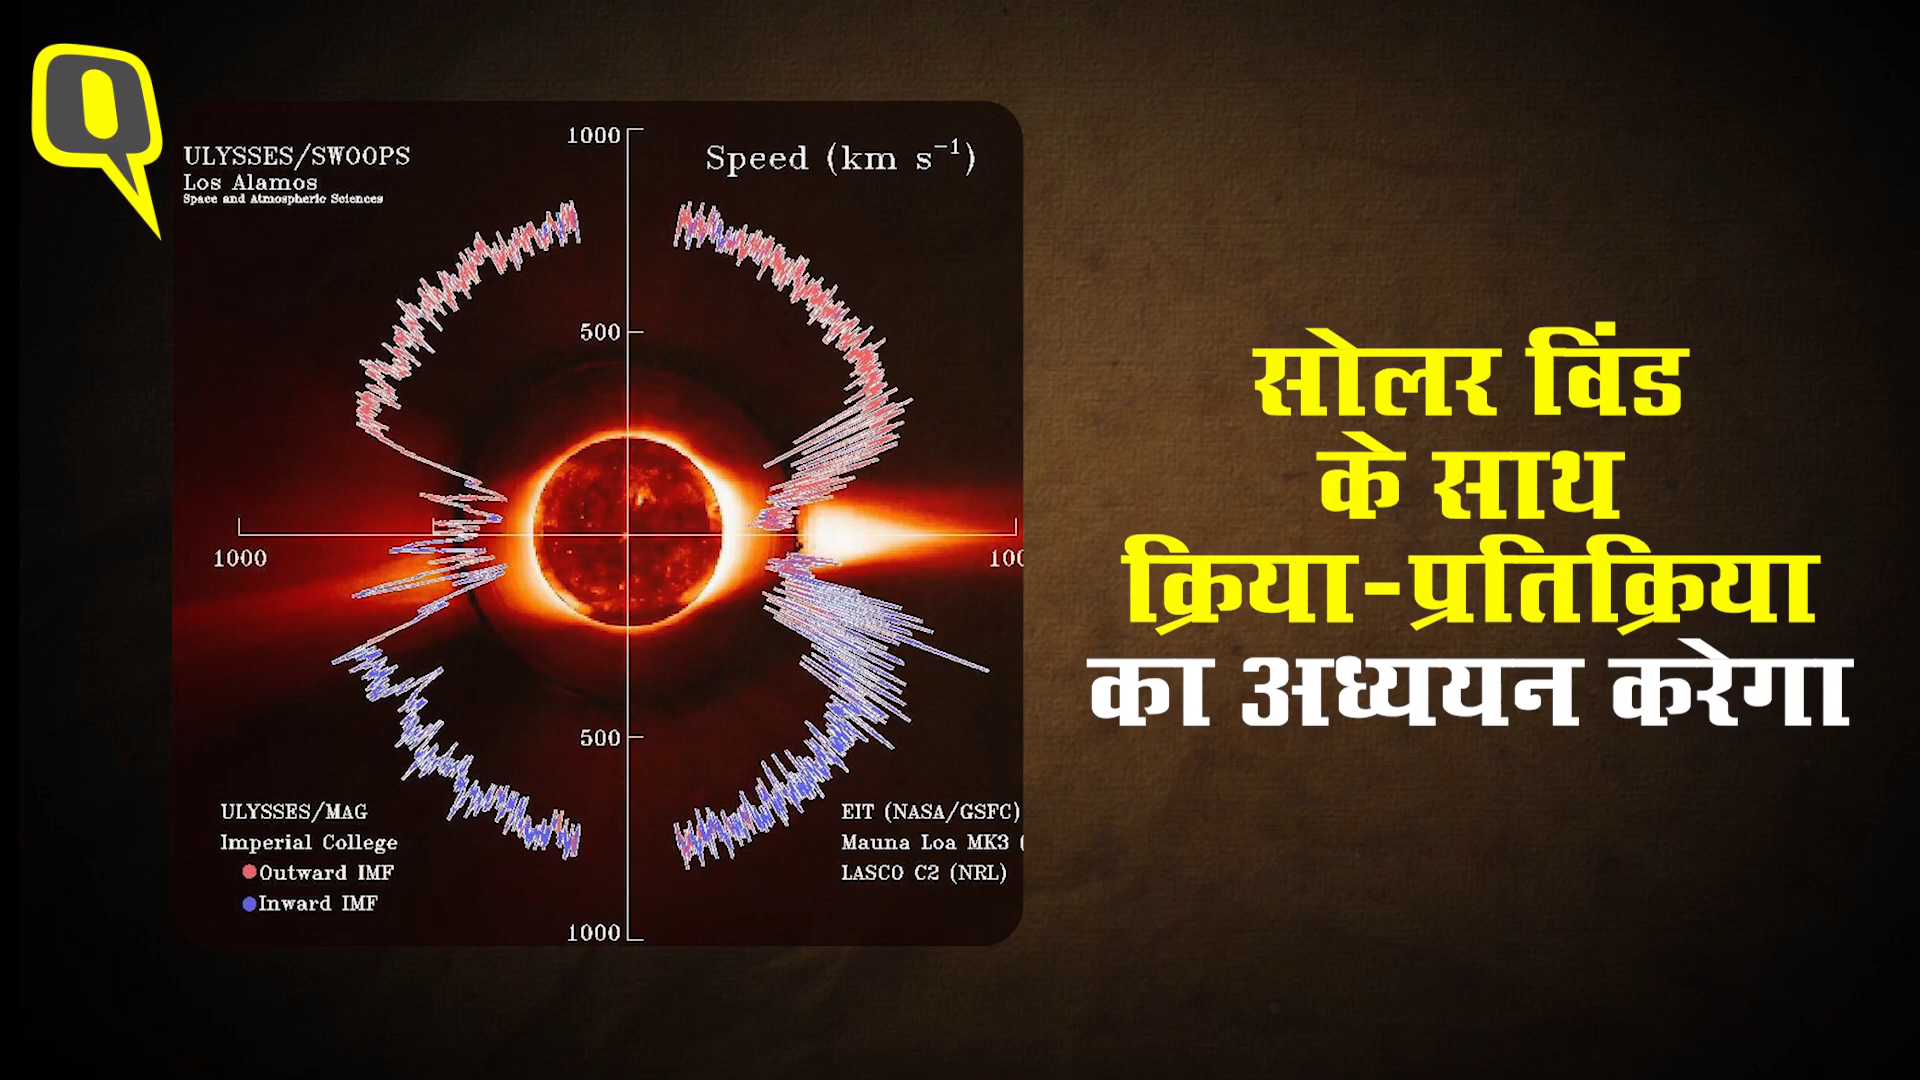 Q
ULYSSES/SWOOPS
Los Alamos
Space and Atmospheric Sciences
1000
Speed (km s⁻¹)
500
1000
100
500
ULYSSES/MAG
Imperial College
Outward IMF
Inward IMF
EIT (NASA/GSFC)
Mauna Loa MK3 (
LASCO C2 (NRL)
1000
सोलर विंड
के साथ
क्रिया-प्रतिक्रिया
का अध्ययन करेगा